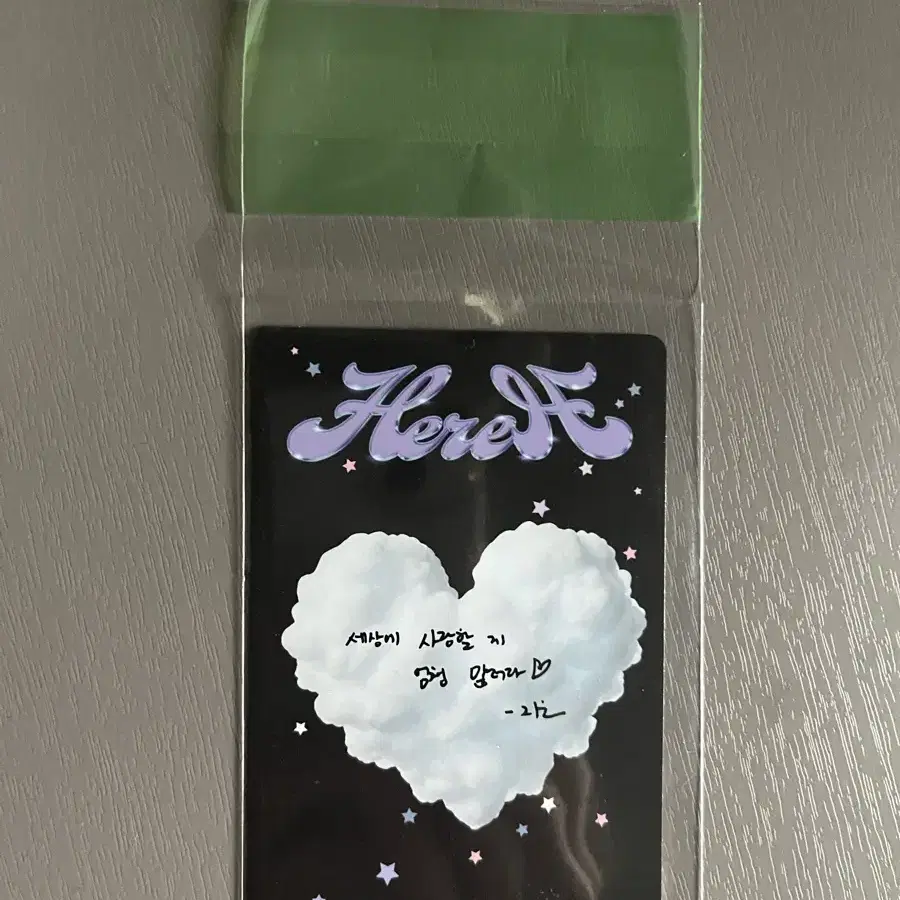 HereH
세상에 사랑할 게
엄청 많더라♡